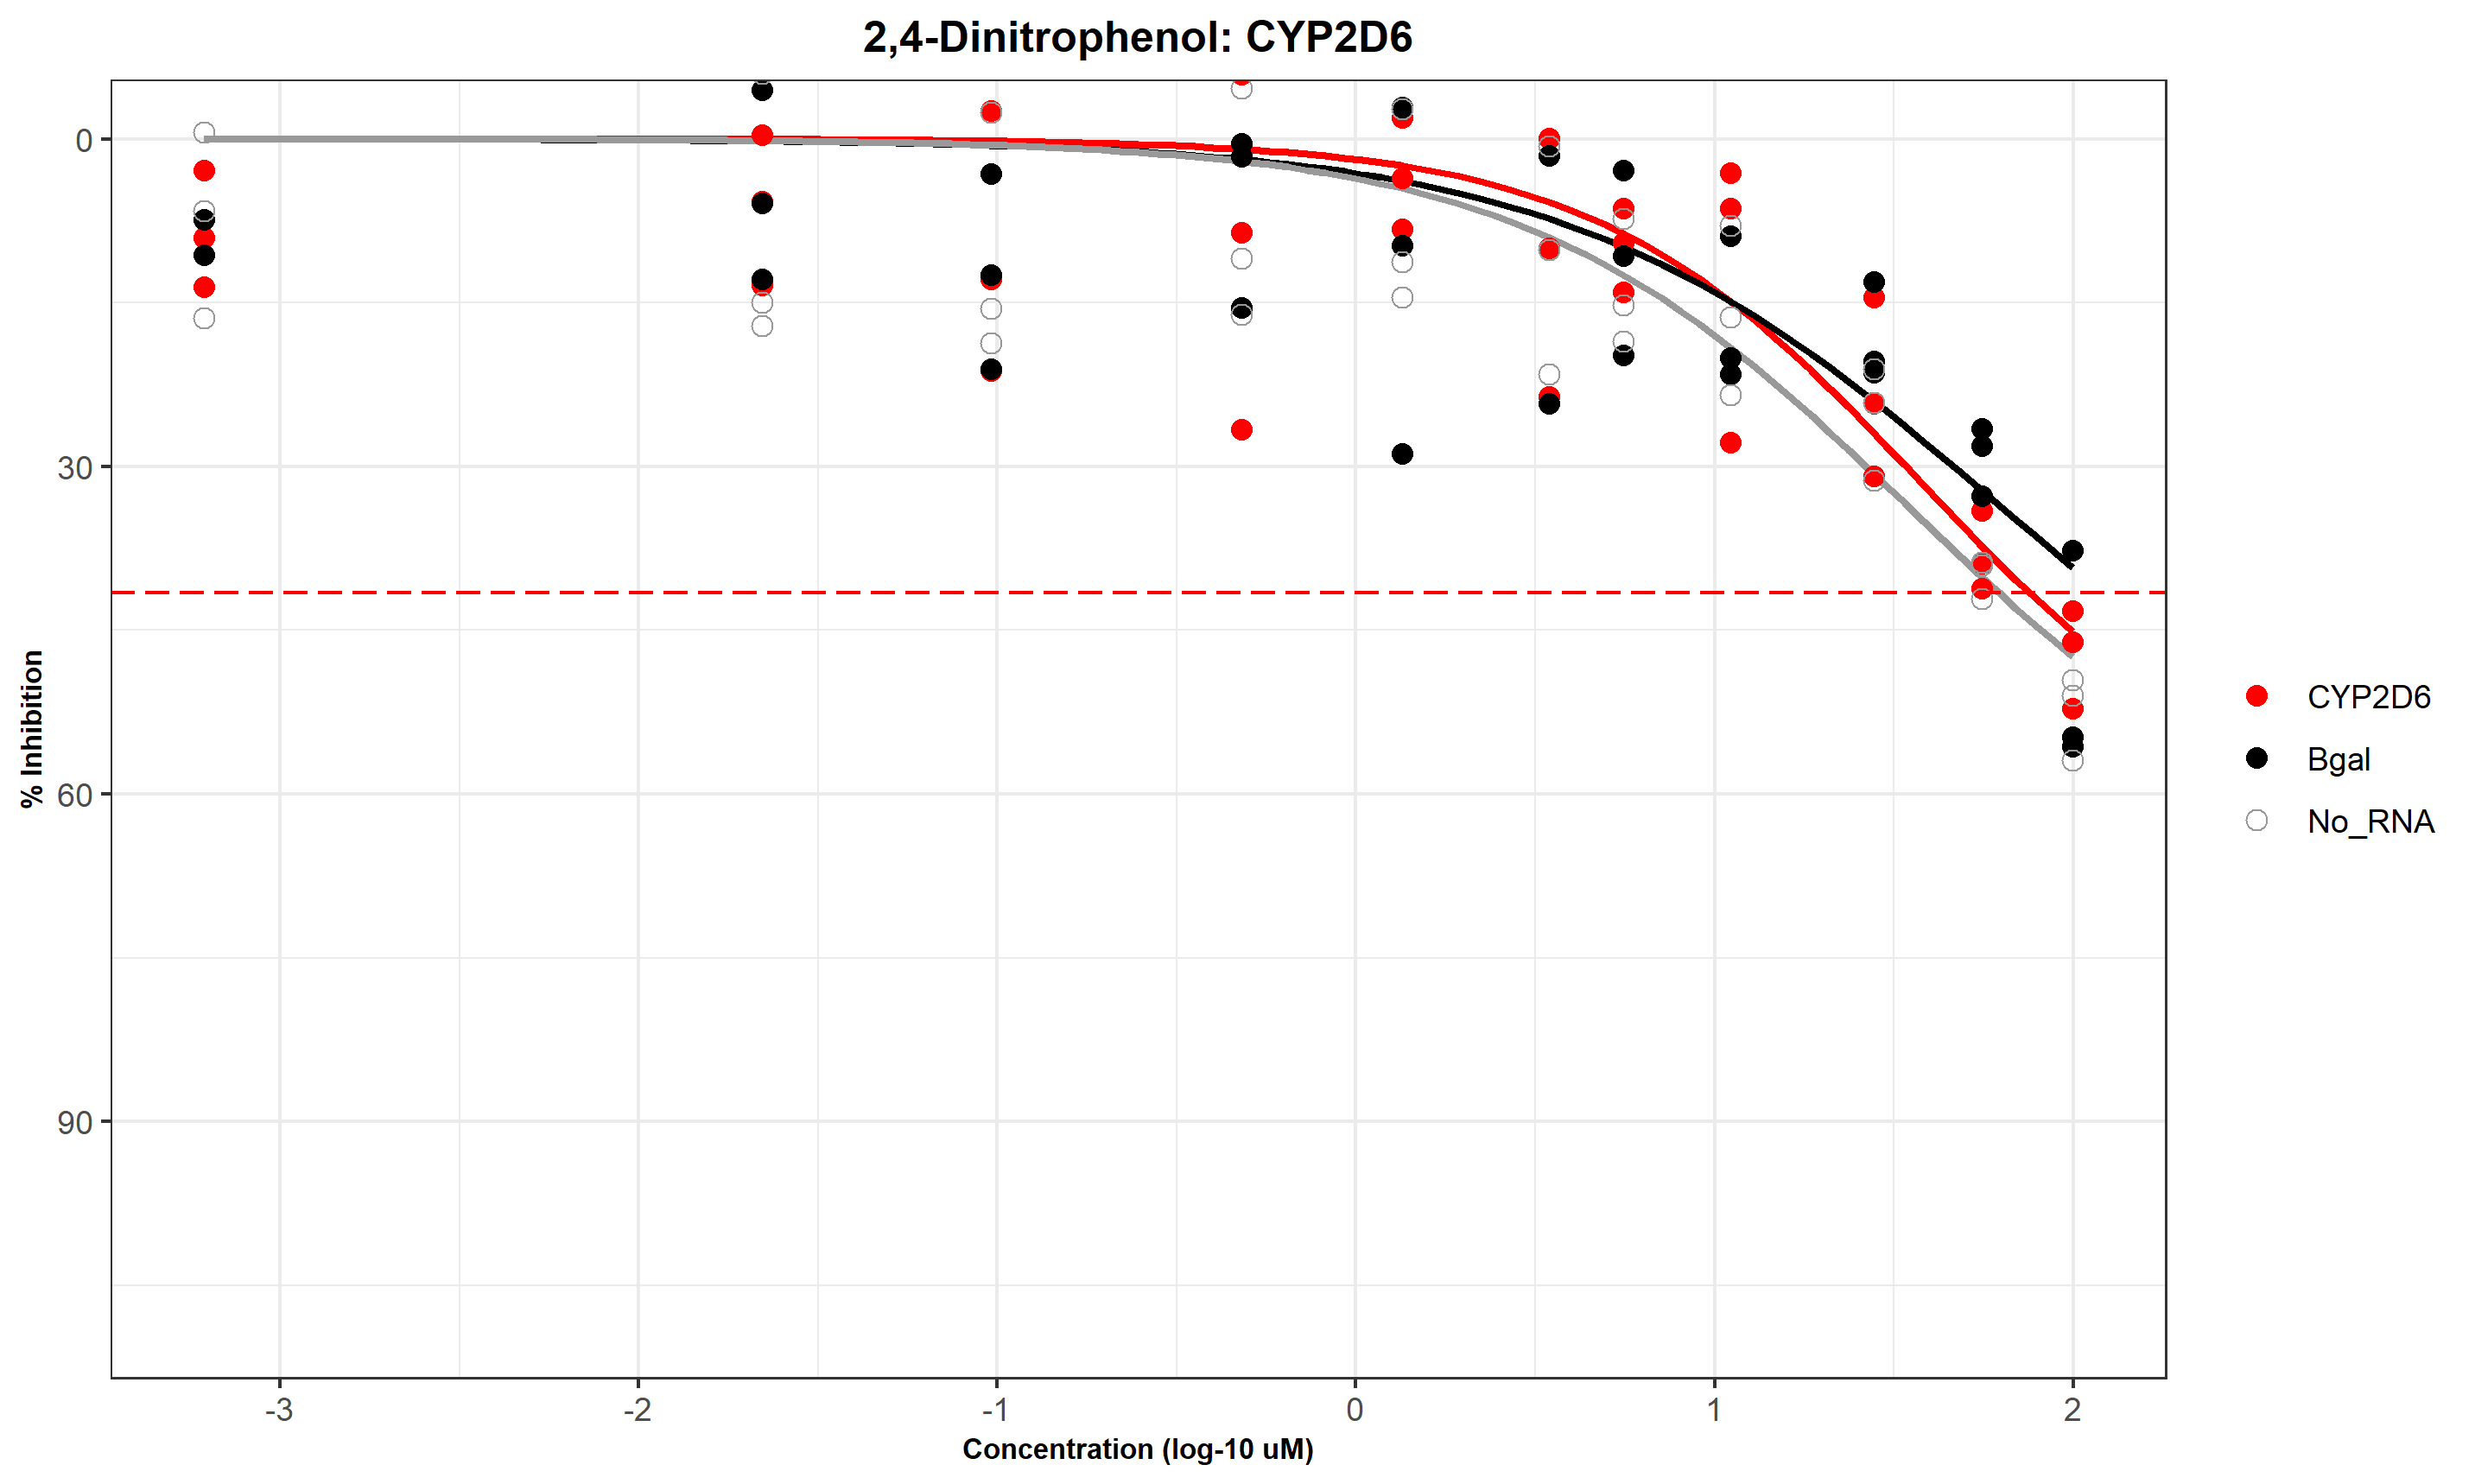 2,4-Dinitrophenol: CYP2D6
% Inhibition
0
30
60
90
-3
-2
-1
0
1
2
Concentration (log-10 uM)
CYP2D6
Bgal
No_RNA